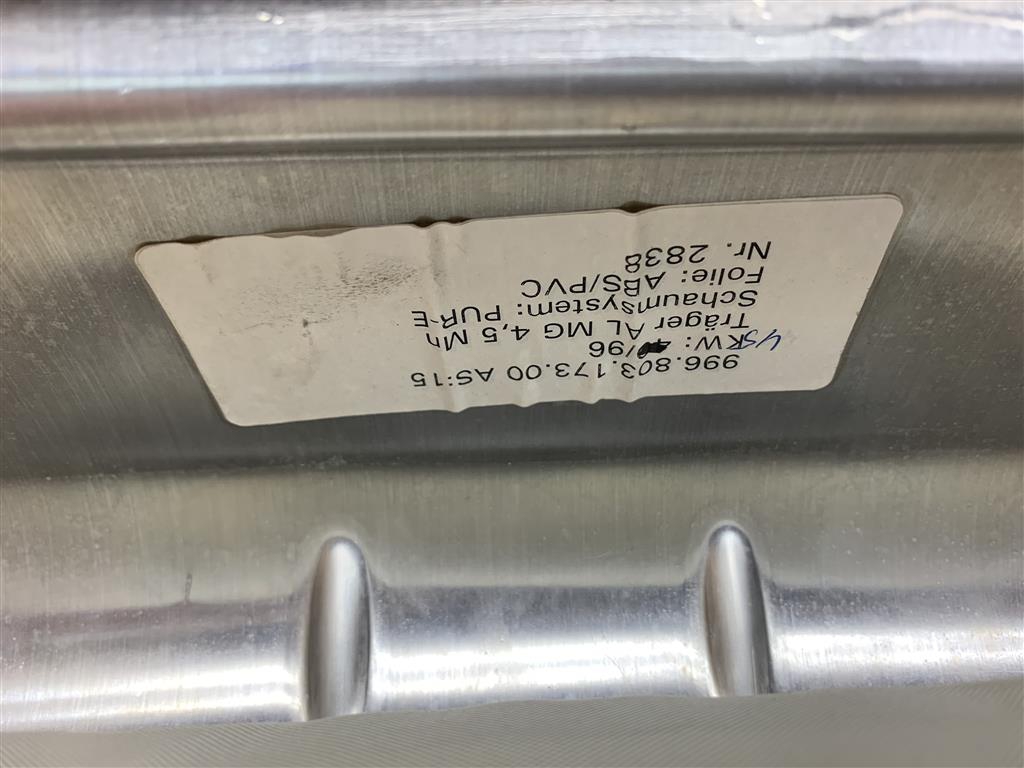 996.803.173.00 AS:15
KW: 45/96
Träger AL MG 4,5 Mh
Schaumsystem: PUR-E
Folie: ABS/PVC
Nr. 2838